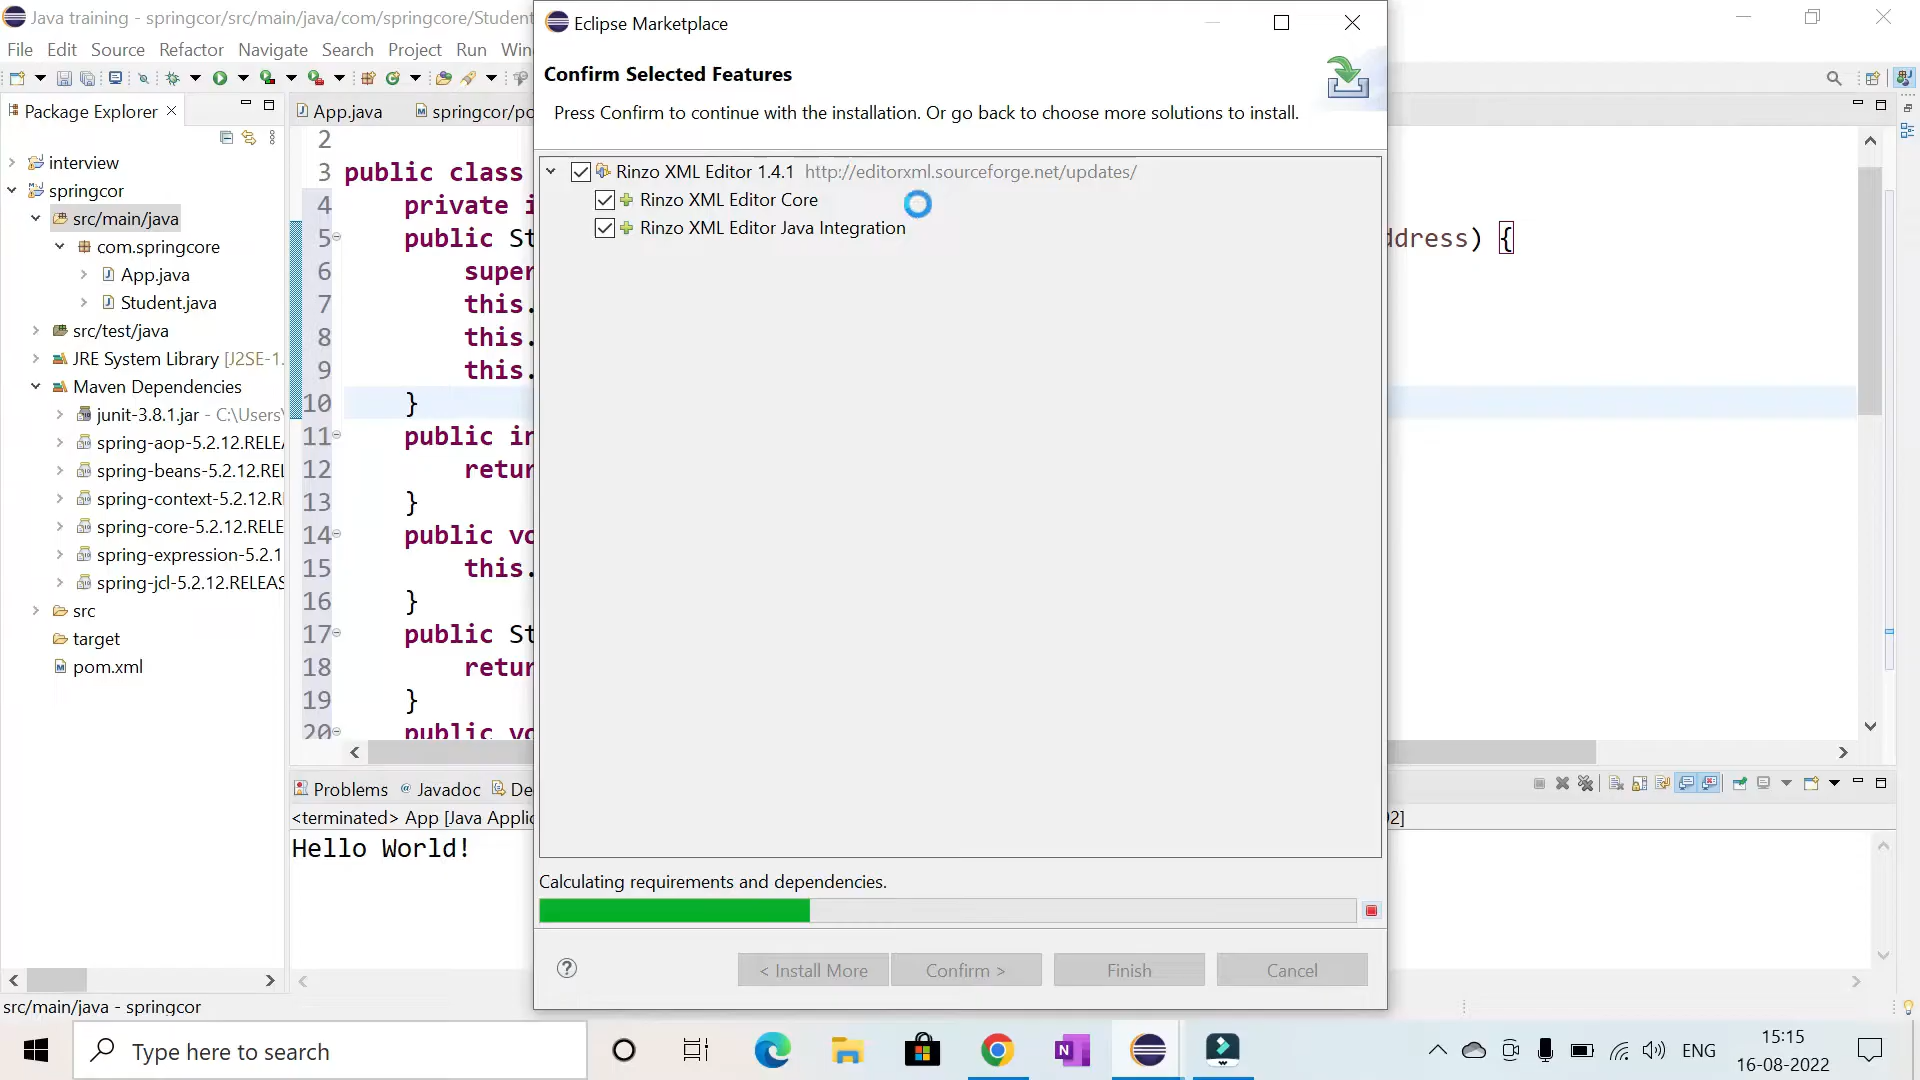 Java training - springcor/src/main/java/com/springcore/Student
File Edit Source Refactor Navigate Search Project Run
Package Explorer
interview
springcor
src/main/java
com.springcore
App.java
Student.java
src/test/java
JRE System Library [J2SE-1.
Maven Dependencies
junit-3.8.1.jar - C:\Users\
spring-aop-5.2.12.RELEA
spring-beans-5.2.12.REL
spring-context-5.2.12.R
spring-core-5.2.12.RELE
spring-expression-5.2.1
spring-jcl-5.2.12.RELEAS
src
target
pom.xml
App.java springcor/po
2
3 public class
4 private i
5 public St ddress) {
6 super
7 this.
8 this.
9 this.
10 }
11 public in
12 retur
13 }
14 public vo
15 this.
16 }
17 public St
18 retur
19 }
20 public vo
Problems @ Javadoc De
<terminated> App [Java Applic
Hello World!
Eclipse Marketplace
Confirm Selected Features
Press Confirm to continue with the installation. Or go back to choose more solutions to install.
Rinzo XML Editor 1.4.1 http://editorxml.sourceforge.net/updates/
Rinzo XML Editor Core
Rinzo XML Editor Java Integration
Calculating requirements and dependencies.
< Install More
Confirm >
Finish
Cancel
src/main/java - springcor
Type here to search
ENG
15:15
16-08-2022